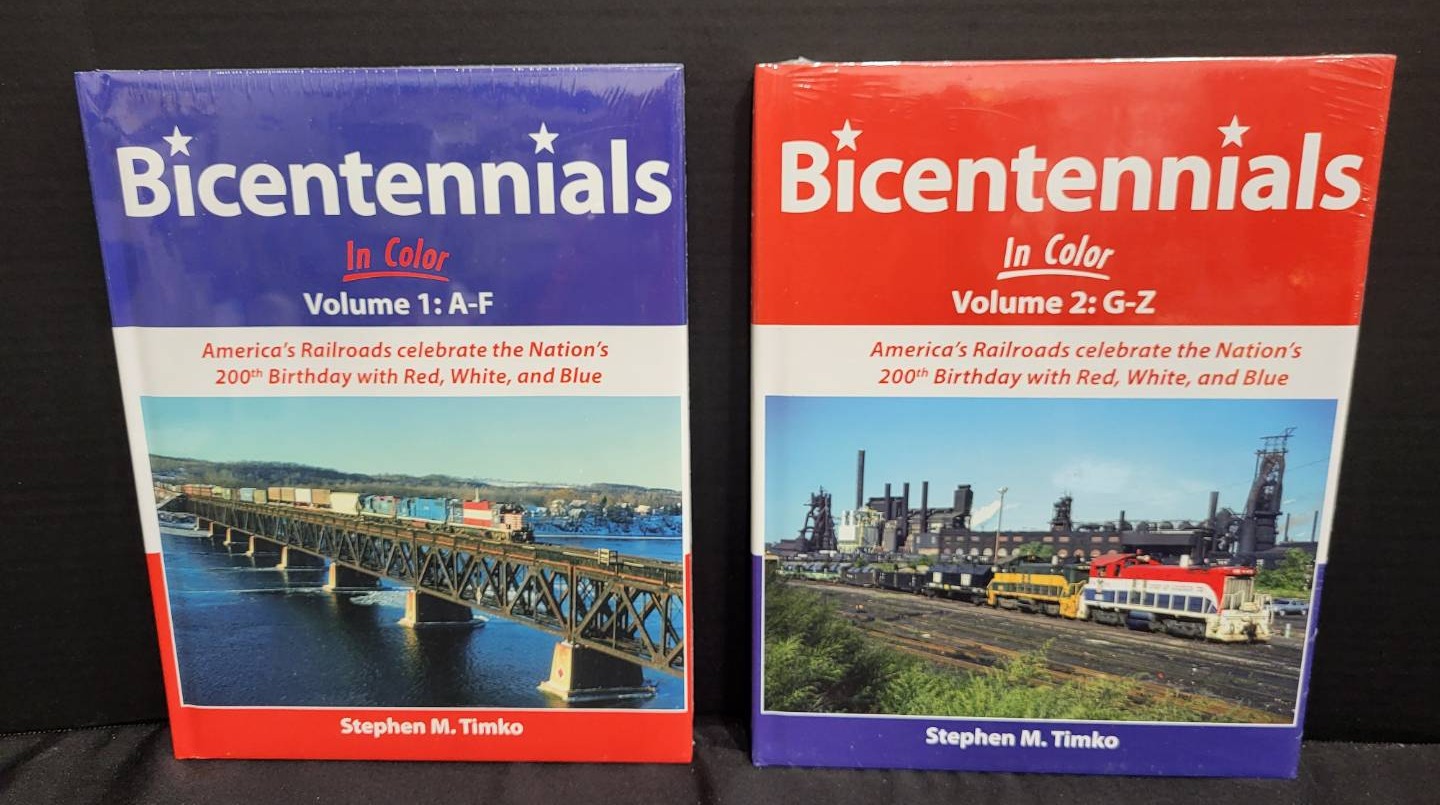 Bicentennials
In Color
Volume 1: A-F
America's Railroads celebrate the Nation's
200th Birthday with Red, White, and Blue
Stephen M. Timko
Bicentennials
In Color
Volume 2: G-Z
America's Railroads celebrate the Nation's
200th Birthday with Red, White, and Blue
Stephen M. Timko